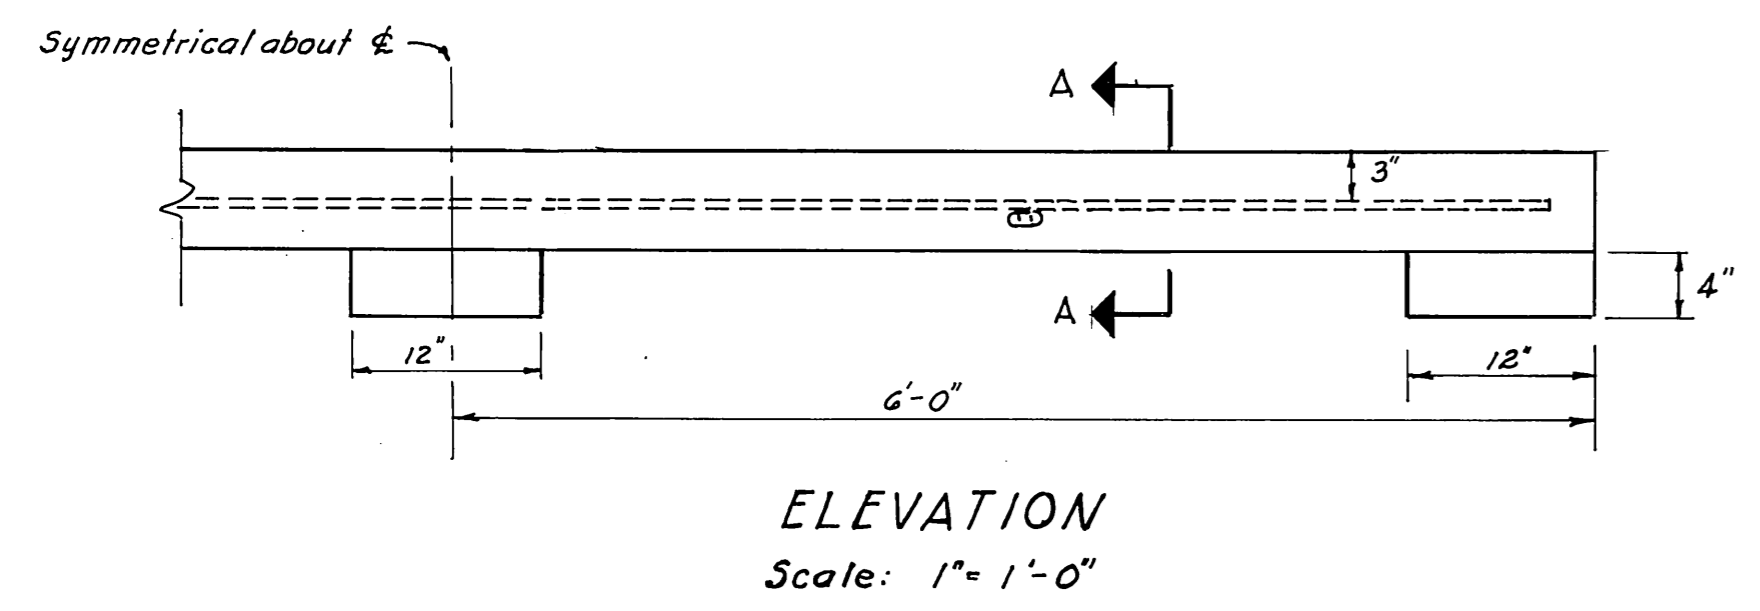 Symmetrical about ℄
A
3"
A
4"
12"
12"
6'-0"
ELEVATION
Scale: 1"= 1'-0"